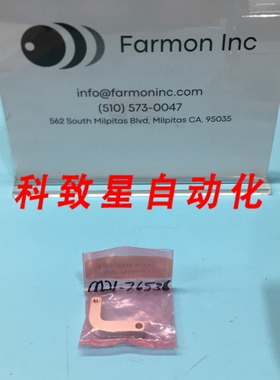 Farmon Inc
info@farmoninc.com
(510) 573-0047
562 South Milpitas Blvd, Milpitas CA, 95035
科致星自动化